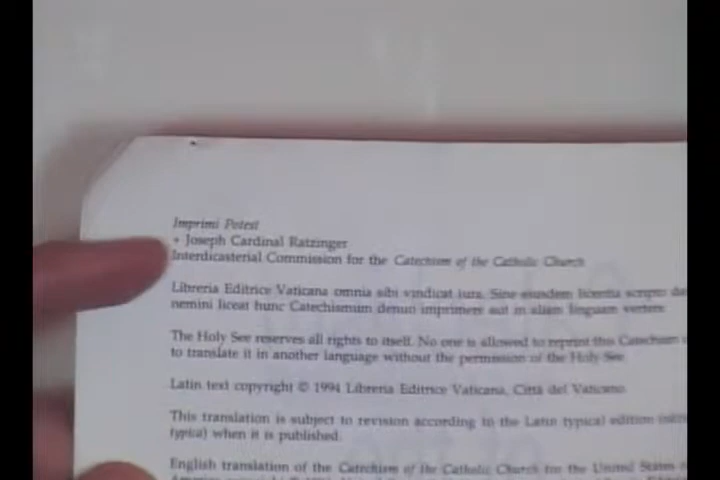 Imprimi Potest
+ Joseph Cardinal Ratzinger
Interdicasterial Commission for the Catechism of the Catholic Church
Libreria Editrice Vaticana omnia sibi vindicat iura. Sine eiusdem licentia scripto
nemini liceat hunc Catechismum denuo imprimere aut in aliam linguam vertere.
The Holy See reserves all rights to itself. No one is allowed to reprint this Catechism
to translate it in another language without the permission of the Holy See.
Latin text copyright © 1994 Libreria Editrice Vaticana, Città del Vaticano.
This translation is subject to revision according to the Latin typical edition
typica) when it is published.
English translation of the Catechism of the Catholic Church for the United States